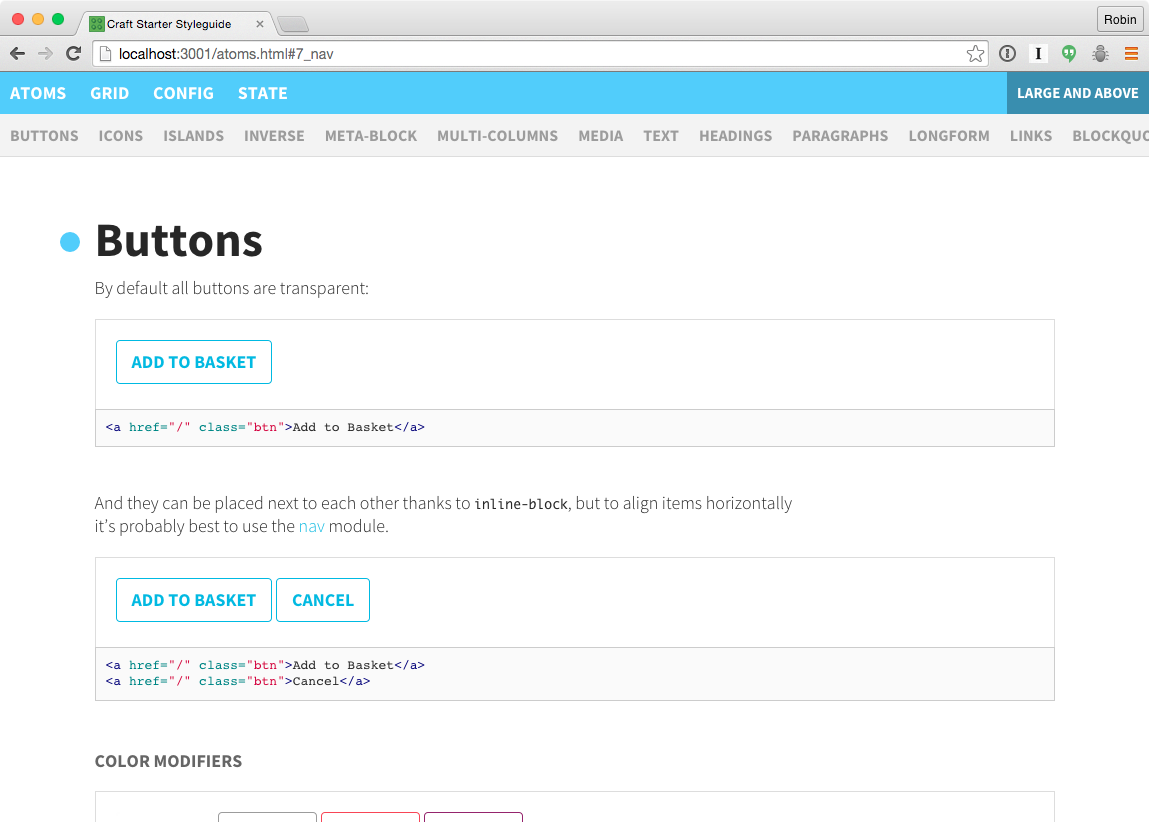 Craft Starter Styleguide
Robin
localhost:3001/atoms.html#7_nav
ATOMS GRID CONFIG STATE LARGE AND ABOVE
BUTTONS ICONS ISLANDS INVERSE META-BLOCK MULTI-COLUMNS MEDIA TEXT HEADINGS PARAGRAPHS LONGFORM LINKS BLOCKQUO
Buttons
By default all buttons are transparent:
ADD TO BASKET
<a href="/" class="btn">Add to Basket</a>
And they can be placed next to each other thanks to inline-block, but to align items horizontally
it's probably best to use the nav module.
ADD TO BASKET CANCEL
<a href="/" class="btn">Add to Basket</a>
<a href="/" class="btn">Cancel</a>
COLOR MODIFIERS